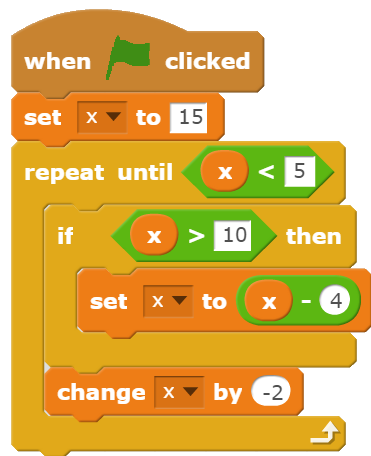 when clicked
set x to 15
repeat until x < 5
if x > 10 then
set x to x - 4
change x by -2